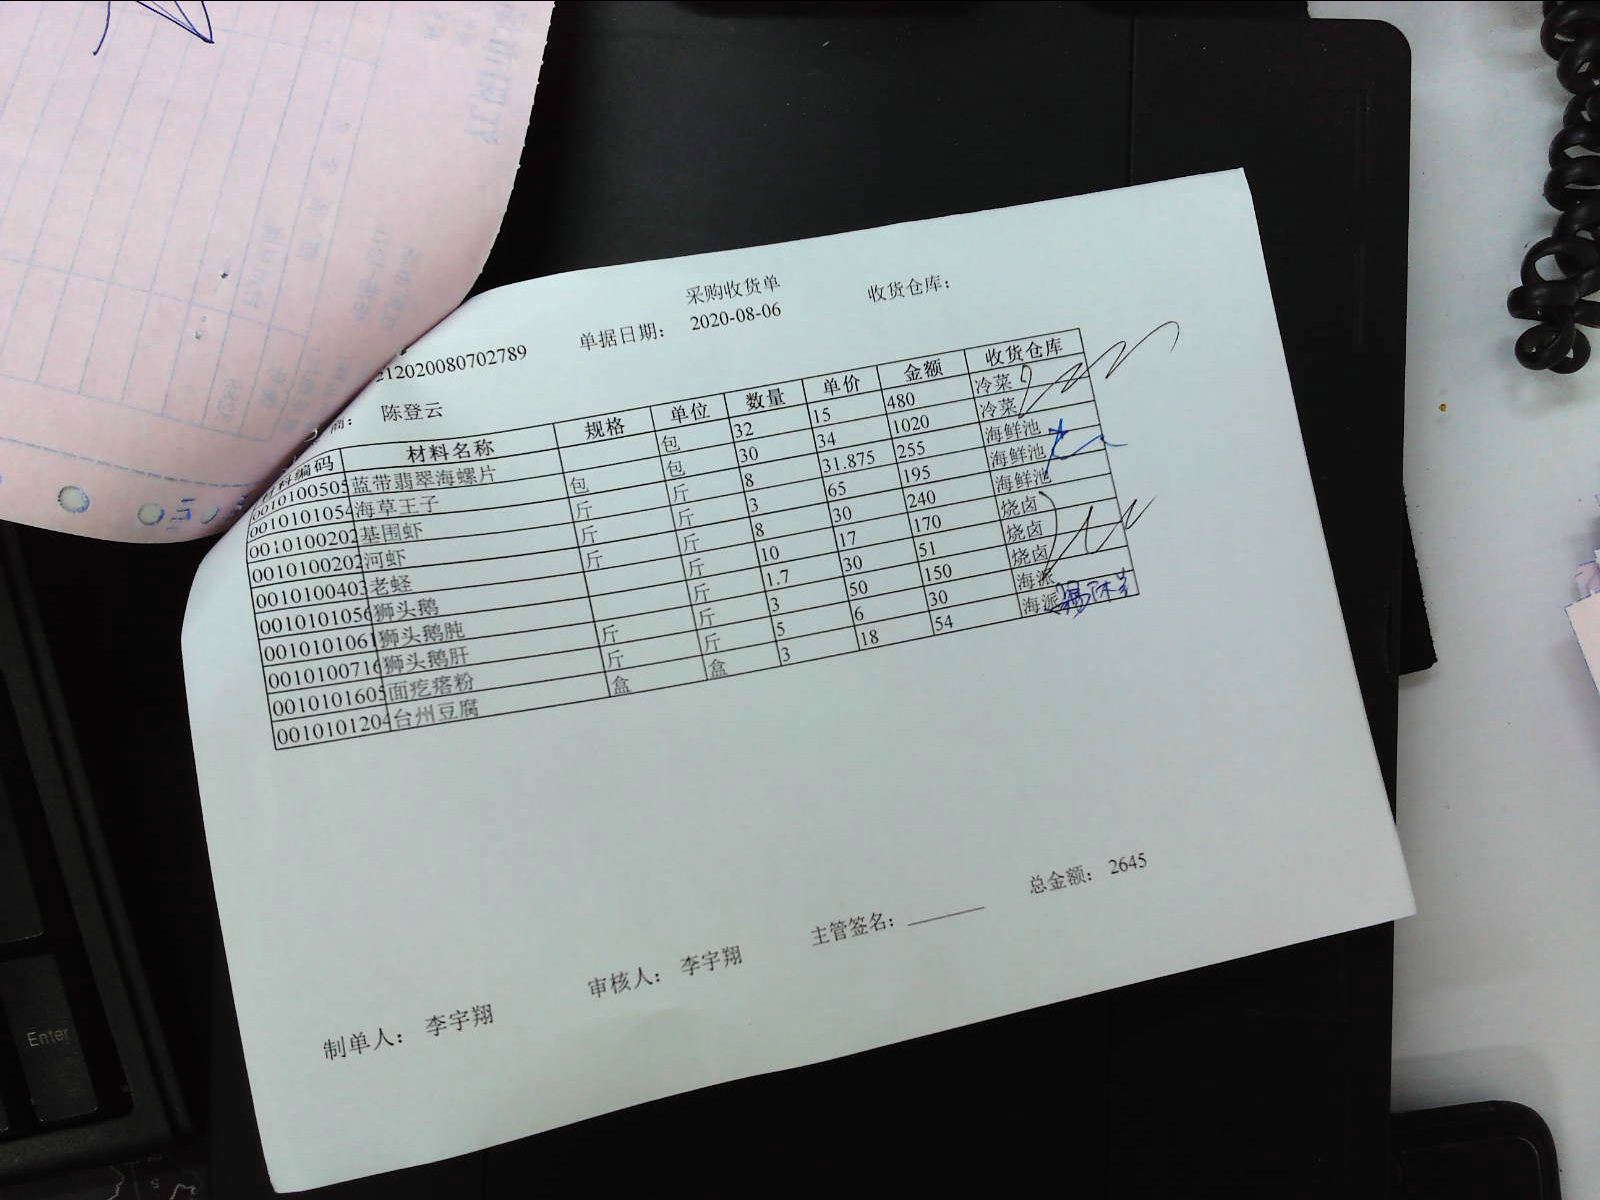 采购收货单
212020080702789 单据日期： 2020-08-06 收货仓库：
商： 陈登云
料编码 材料名称 规格 单位 数量 单价 金额 收货仓库
0010100505 蓝带翡翠海螺片 包 32 15 480 冷菜
0010101054 海草王子 包 包 30 34 1020 冷菜
0010100202 基围虾 斤 斤 8 31.875 255 海鲜池
0010100202 河虾 斤 斤 3 65 195 海鲜池
0010100403 老蛏 斤 斤 8 30 240 海鲜池
0010101056 狮头鹅 斤 10 17 170 烧卤
0010101061 狮头鹅肫 斤 1.7 30 51 烧卤
0010100716 狮头鹅肝 斤 斤 3 50 150 烧卤
0010101605 面疙瘩粉 斤 斤 5 6 30 海派
0010101204 台州豆腐 盒 盒 3 18 54 海派
总金额： 2645
制单人： 李宇翔 审核人： 李宇翔 主管签名：
Enter